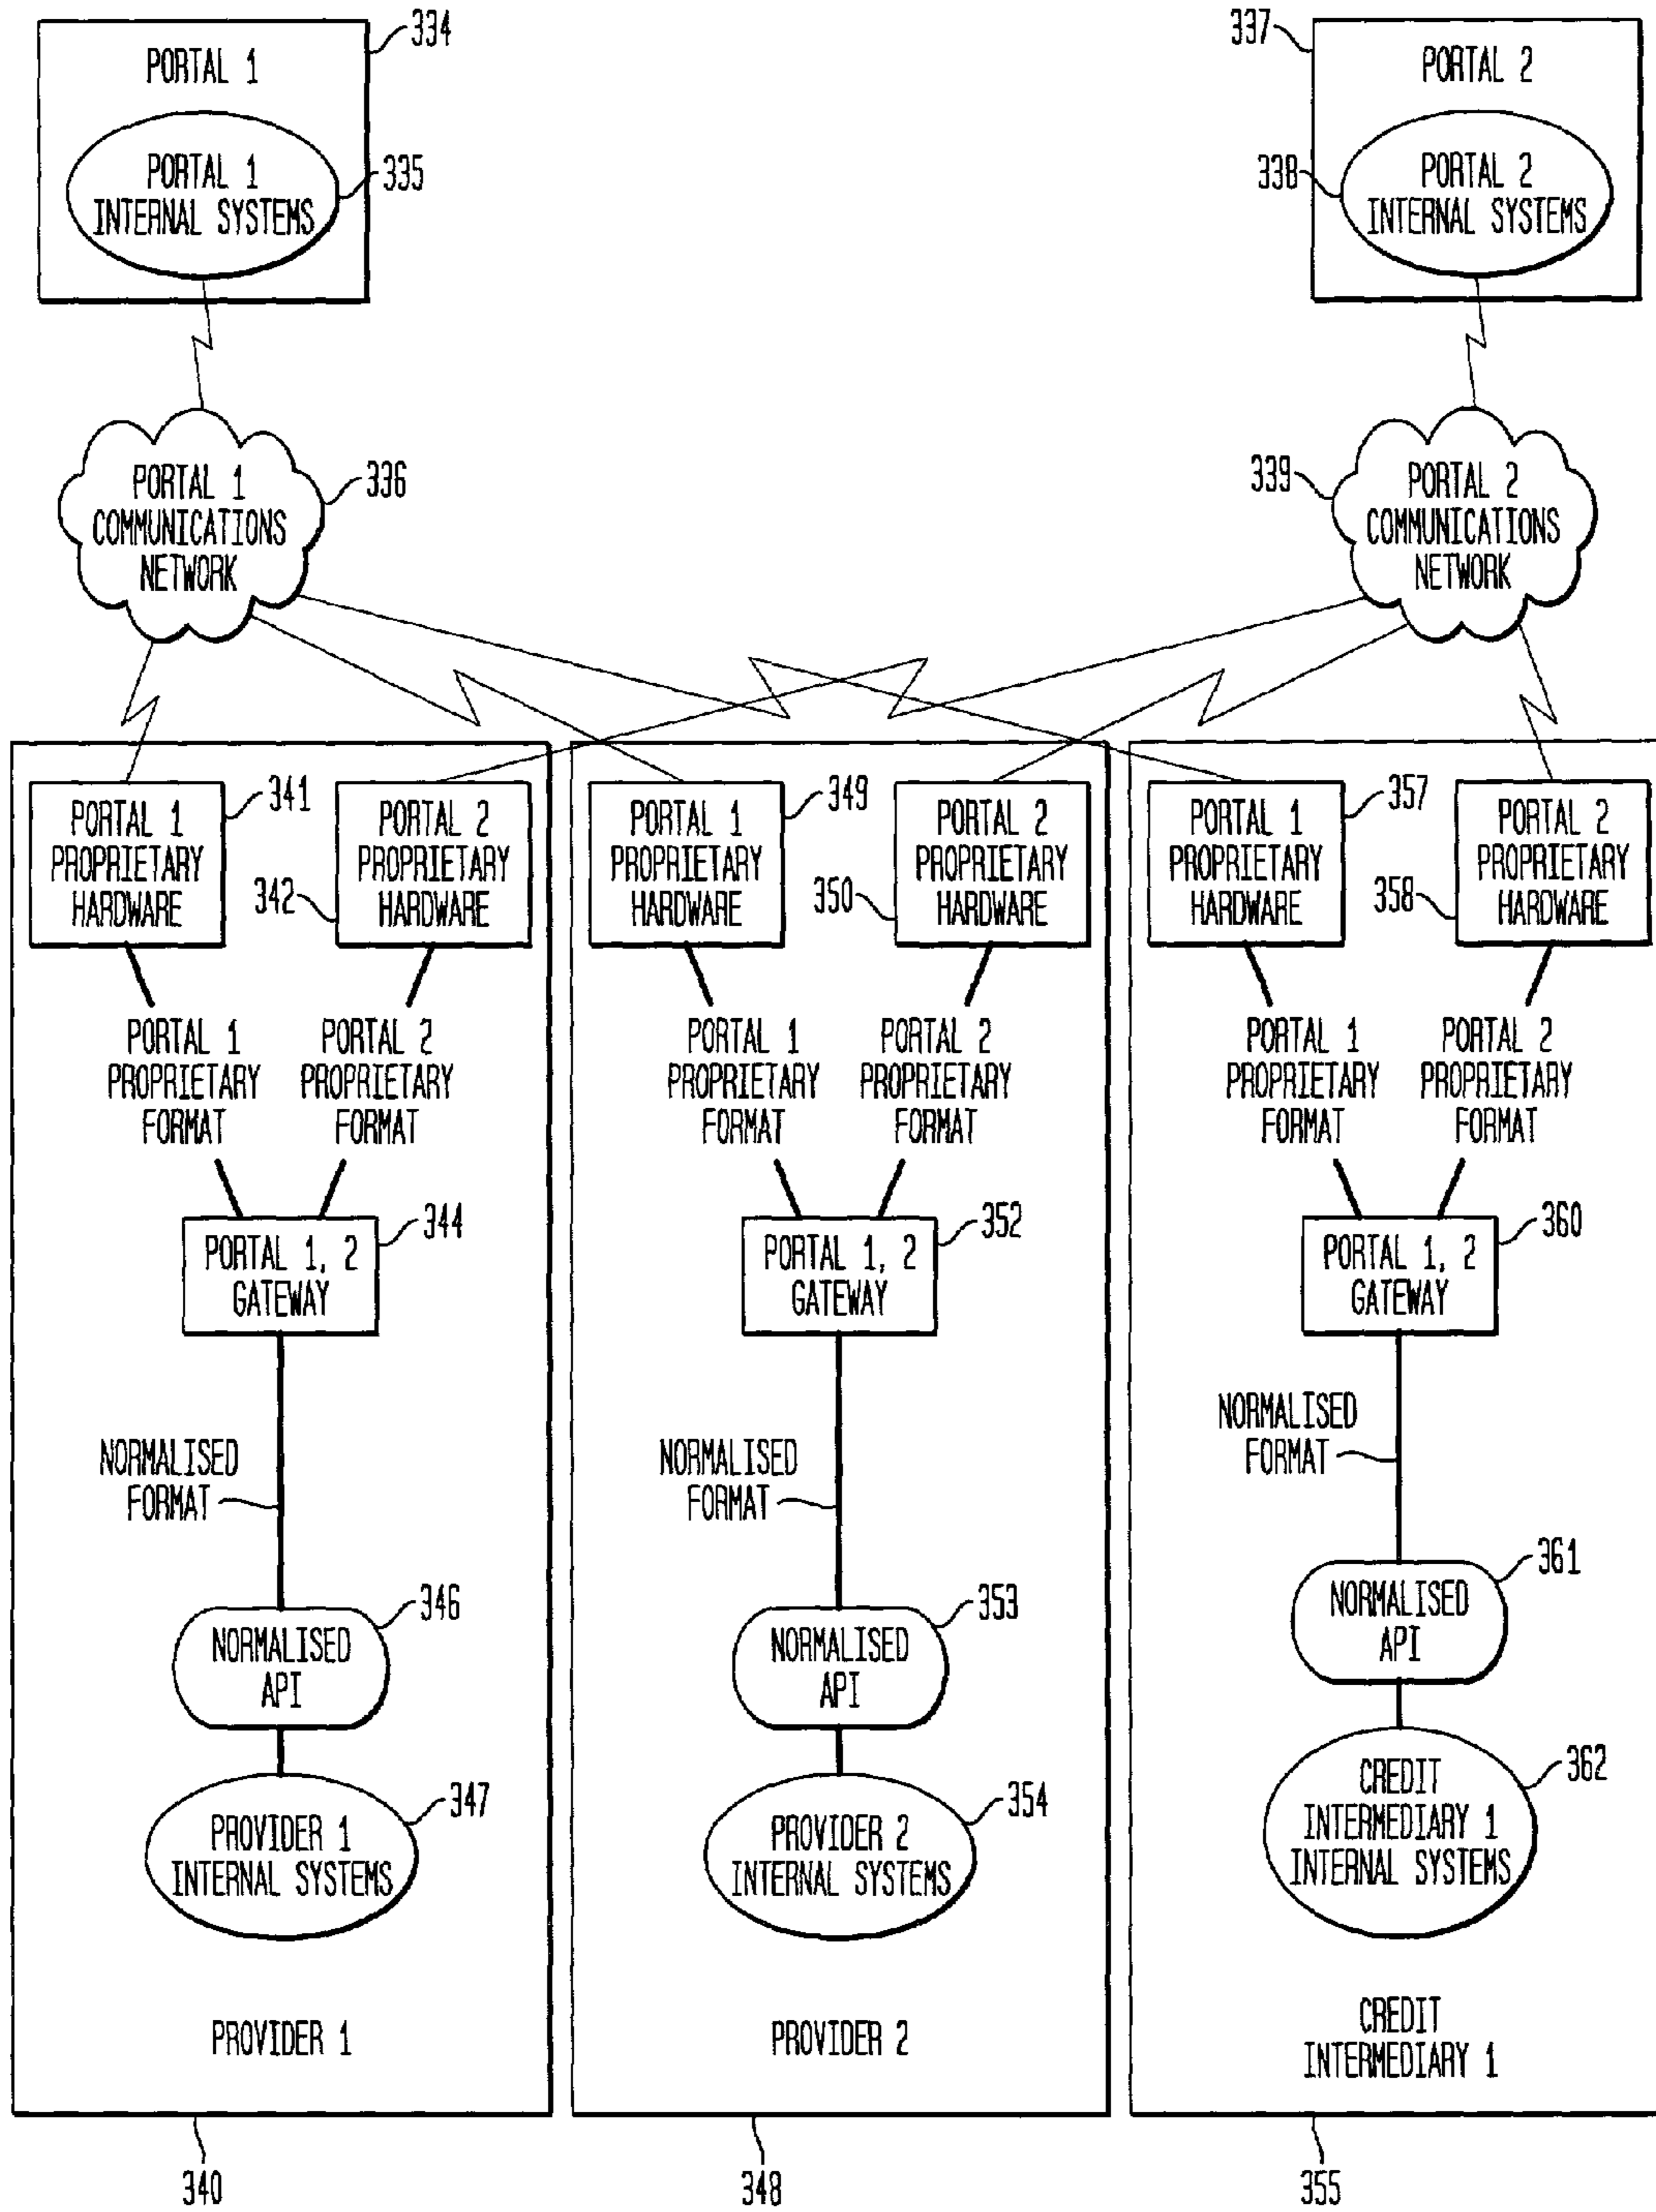 334
PORTAL 1
PORTAL 1
INTERNAL SYSTEMS
335
337
PORTAL 2
338
PORTAL 2
INTERNAL SYSTEMS
PORTAL 1
COMMUNICATIONS
NETWORK
336
339
PORTAL 2
COMMUNICATIONS
NETWORK
PORTAL 1
PROPRIETARY
HARDWARE
341
342
PORTAL 2
PROPRIETARY
HARDWARE
PORTAL 1
PROPRIETARY
FORMAT
PORTAL 2
PROPRIETARY
FORMAT
344
PORTAL 1, 2
GATEWAY
NORMALISED
FORMAT
346
NORMALISED
API
347
PROVIDER 1
INTERNAL SYSTEMS
PROVIDER 1
340
PORTAL 1
PROPRIETARY
HARDWARE
349
350
PORTAL 2
PROPRIETARY
HARDWARE
PORTAL 1
PROPRIETARY
FORMAT
PORTAL 2
PROPRIETARY
FORMAT
352
PORTAL 1, 2
GATEWAY
NORMALISED
FORMAT
353
NORMALISED
API
354
PROVIDER 2
INTERNAL SYSTEMS
PROVIDER 2
348
PORTAL 1
PROPRIETARY
HARDWARE
357
358
PORTAL 2
PROPRIETARY
HARDWARE
PORTAL 1
PROPRIETARY
FORMAT
PORTAL 2
PROPRIETARY
FORMAT
360
PORTAL 1, 2
GATEWAY
NORMALISED
FORMAT
361
NORMALISED
API
362
CREDIT
INTERMEDIARY 1
INTERNAL SYSTEMS
CREDIT
INTERMEDIARY 1
355